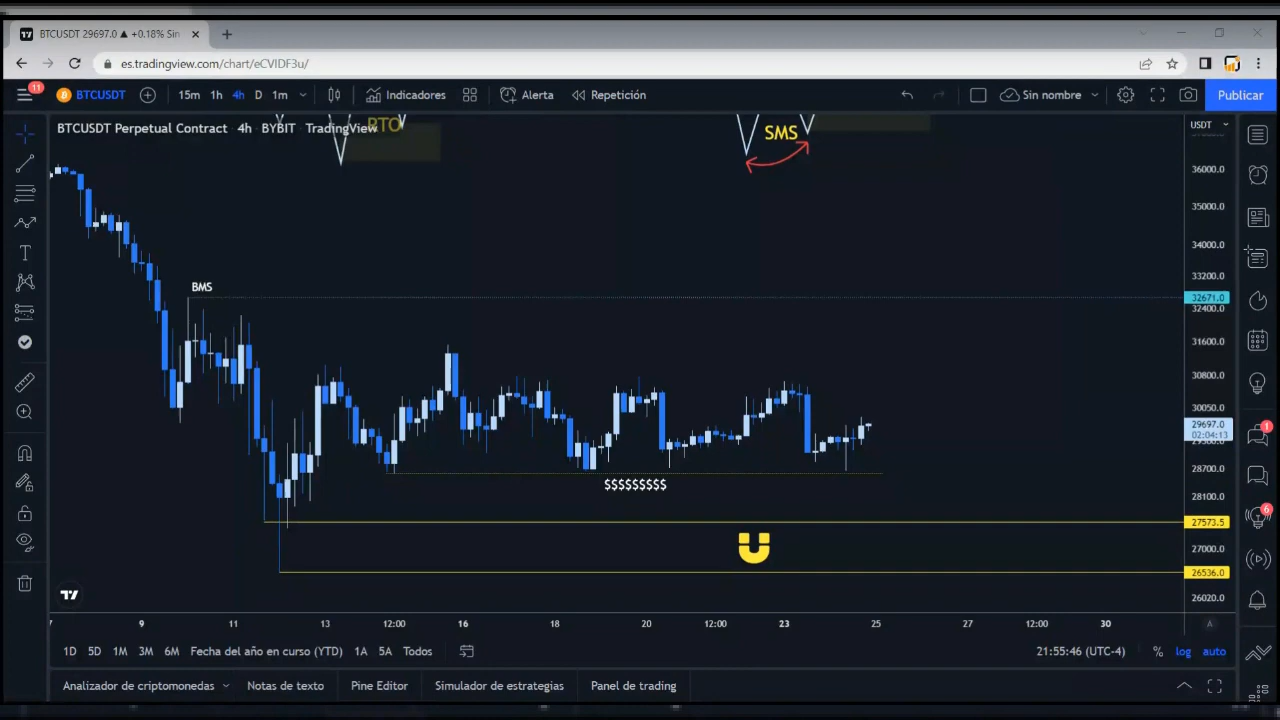 BTCUSDT 29697.0 ▲ +0.18% Sin
es.tradingview.com/chart/eCVIDF3u/
11
BTCUSDT
15m 1h 4h D 1m
Indicadores
Alerta
Repetición
Sin nombre
Publicar
BTCUSDT Perpetual Contract · 4h · BYBIT · TradingView
RTO
SMS
USDT
36000.0
35000.0
34000.0
33200.0
BMS
32671.0
32400.0
31600.0
30800.0
30050.0
29697.0
02:04:13
28700.0
$$$$$$$$$
28100.0
27573.5
27000.0
26536.0
26020.0
1
6
9 11 13 12:00 16 18 20 12:00 23 25 27 12:00 30
A
1D 5D 1M 3M 6M Fecha del año en curso (YTD) 1A 5A Todos
21:55:46 (UTC-4) % log auto
Analizador de criptomonedas Notas de texto Pine Editor Simulador de estrategias Panel de trading